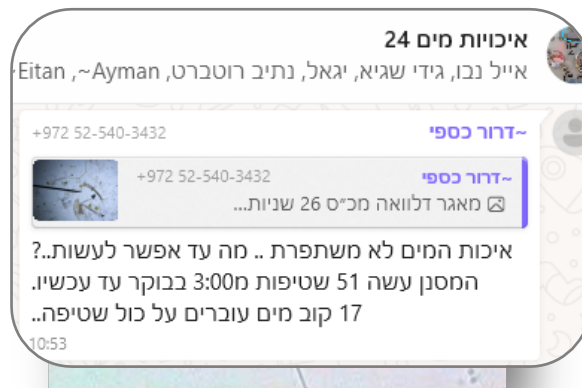 איכויות מים 24
אייל נבו, גידי שגיא, יגאל, נתיב רוטברט, Eitan ,~Ayman~
~דרור כספי +972 52-540-3432
~דרור כספי +972 52-540-3432
מאגר דלוואה מכ״ס 26 שניות...
איכות המים לא משתפרת .. מה עד אפשר לעשות..?
המסנן עשה 51 שטיפות מ3:00 בבוקר עד עכשיו.
17 קוב מים עוברים על כול שטיפה..
10:53